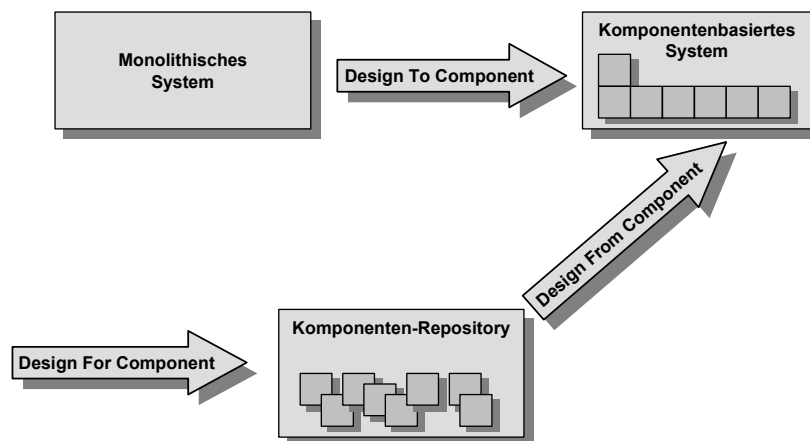 Monolithisches
System
Design To Component
Komponentenbasiertes
System
Design From Component
Komponenten-Repository
Design For Component